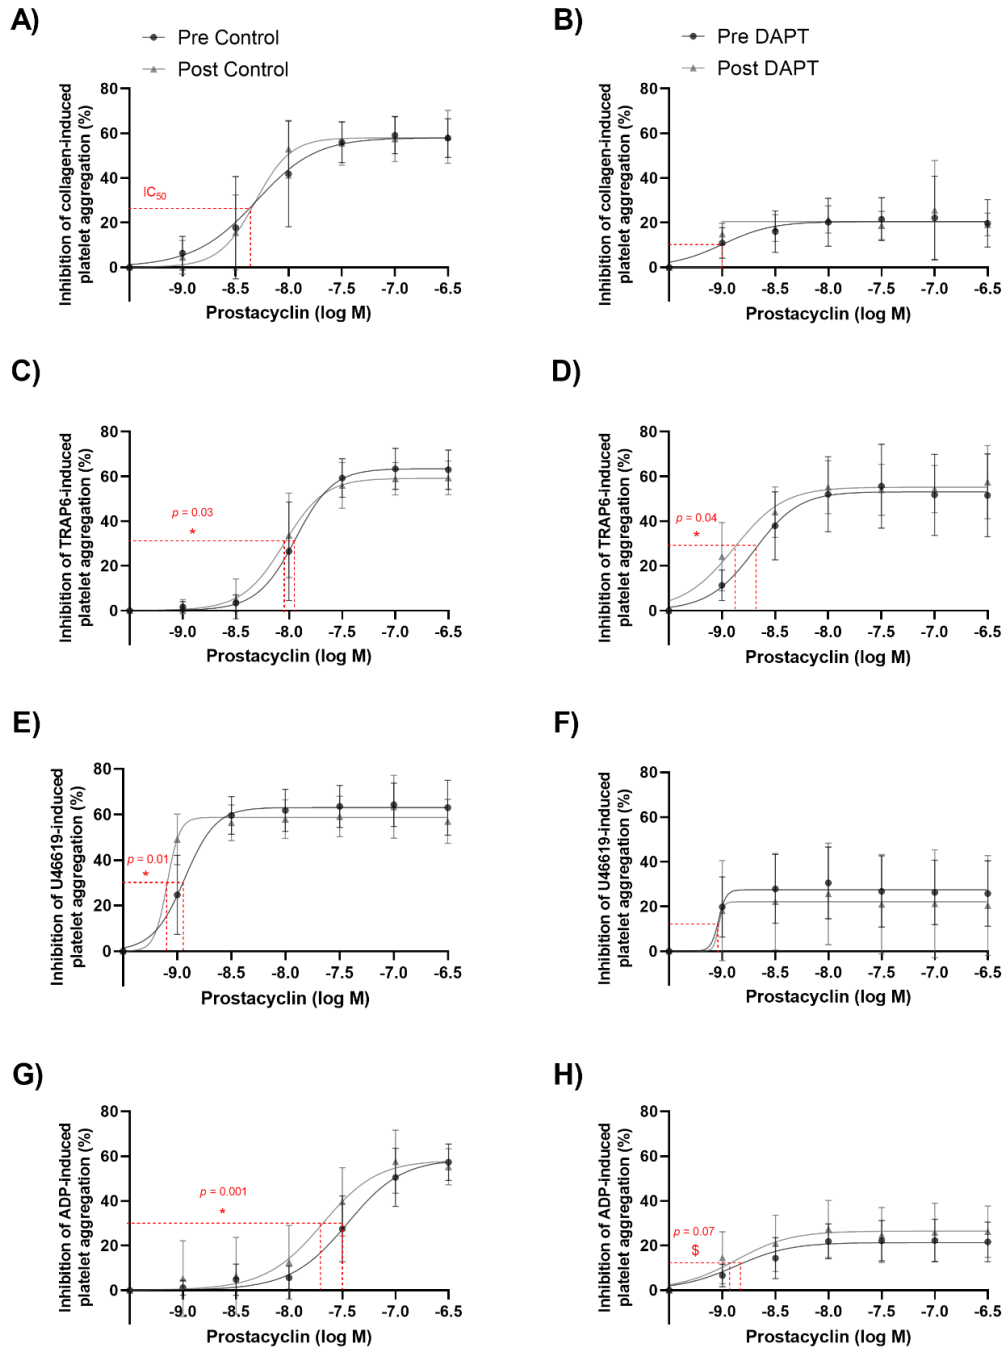 A)
Pre Control
Post Control
Inhibition of collagen-induced
platelet aggregation (%)
80
60
40
20
0
IC50
-9.0 -8.5 -8.0 -7.5 -7.0 -6.5
Prostacyclin (log M)
B)
Pre DAPT
Post DAPT
Inhibition of collagen-induced
platelet aggregation (%)
80
60
40
20
0
-9.0 -8.5 -8.0 -7.5 -7.0 -6.5
Prostacyclin (log M)
C)
Inhibition of TRAP6-induced
platelet aggregation (%)
80
60
40
20
0
p = 0.03
*
-9.0 -8.5 -8.0 -7.5 -7.0 -6.5
Prostacyclin (log M)
D)
Inhibition of TRAP6-induced
platelet aggregation (%)
80
60
40
20
0
p = 0.04
*
-9.0 -8.5 -8.0 -7.5 -7.0 -6.5
Prostacyclin (log M)
E)
Inhibition of U46619-induced
platelet aggregation (%)
80
60
40
20
0
p = 0.01
*
-9.0 -8.5 -8.0 -7.5 -7.0 -6.5
Prostacyclin (log M)
F)
Inhibition of U46619-induced
platelet aggregation (%)
80
60
40
20
0
-9.0 -8.5 -8.0 -7.5 -7.0 -6.5
Prostacyclin (log M)
G)
Inhibition of ADP-induced
platelet aggregation (%)
80
60
40
20
0
p = 0.001
*
-9.0 -8.5 -8.0 -7.5 -7.0 -6.5
Prostacyclin (log M)
H)
Inhibition of ADP-induced
platelet aggregation (%)
80
60
40
20
0
p = 0.07
$
-9.0 -8.5 -8.0 -7.5 -7.0 -6.5
Prostacyclin (log M)